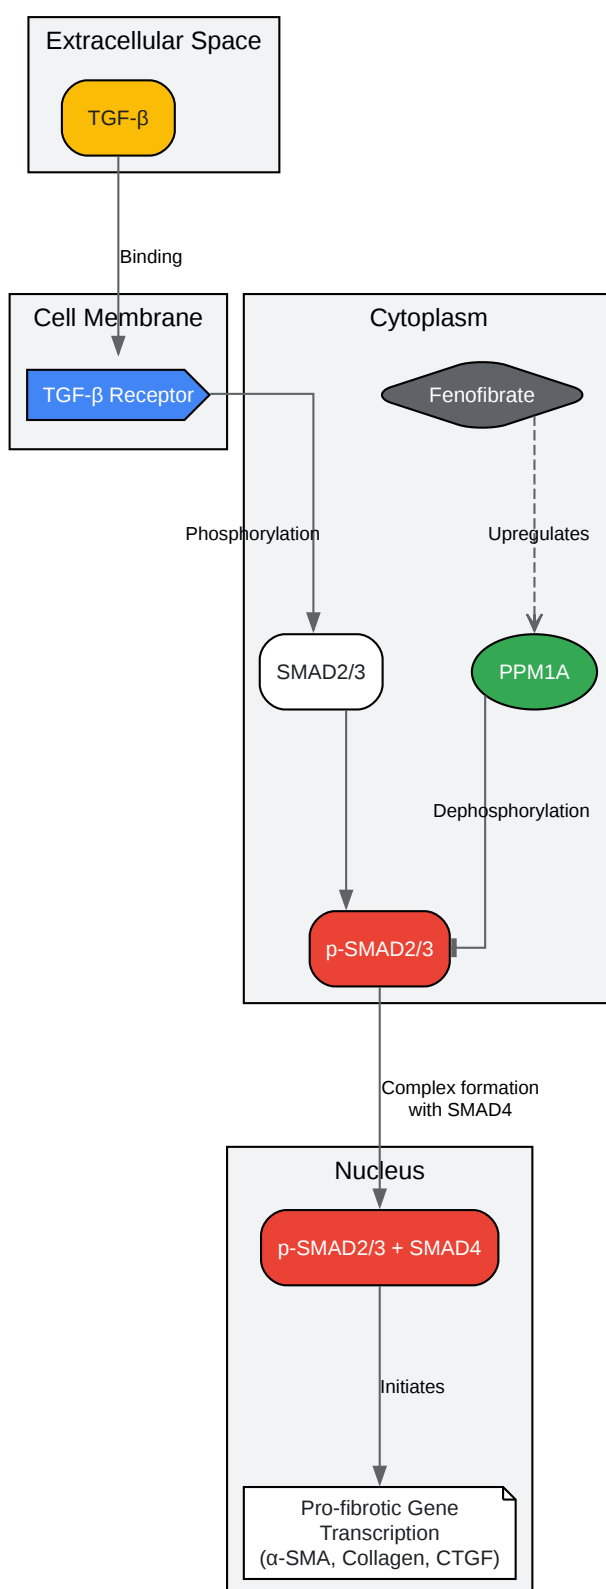 Extracellular Space
TGF-β
Binding
Cell Membrane
Cytoplasm
TGF-β Receptor
Fenofibrate
Phosphorylation
Upregulates
SMAD2/3
PPM1A
Dephosphorylation
p-SMAD2/3
Complex formation
with SMAD4
Nucleus
p-SMAD2/3 + SMAD4
Initiates
Pro-fibrotic Gene
Transcription
(α-SMA, Collagen, CTGF)